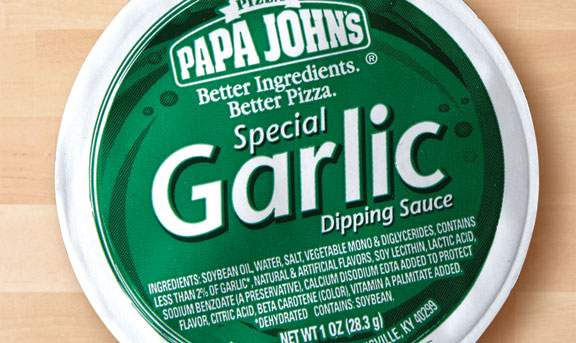 PIZZA
PAPA JOHN'S
®
Better Ingredients.
Better Pizza.
Special
Garlic
Dipping Sauce
INGREDIENTS: SOYBEAN OIL, WATER, SALT, VEGETABLE MONO & DIGLYCERIDES, CONTAINS
LESS THAN 2% OF GARLIC*, NATURAL & ARTIFICIAL FLAVORS, SOY LECITHIN, LACTIC ACID,
SODIUM BENZOATE (A PRESERVATIVE), CALCIUM DISODIUM EDTA ADDED TO PROTECT
FLAVOR, CITRIC ACID, BETA CAROTENE (COLOR), VITAMIN A PALMITATE ADDED.
*DEHYDRATED CONTAINS: SOYBEAN.
NET WT 1 OZ (28.3 g)
KY 40299